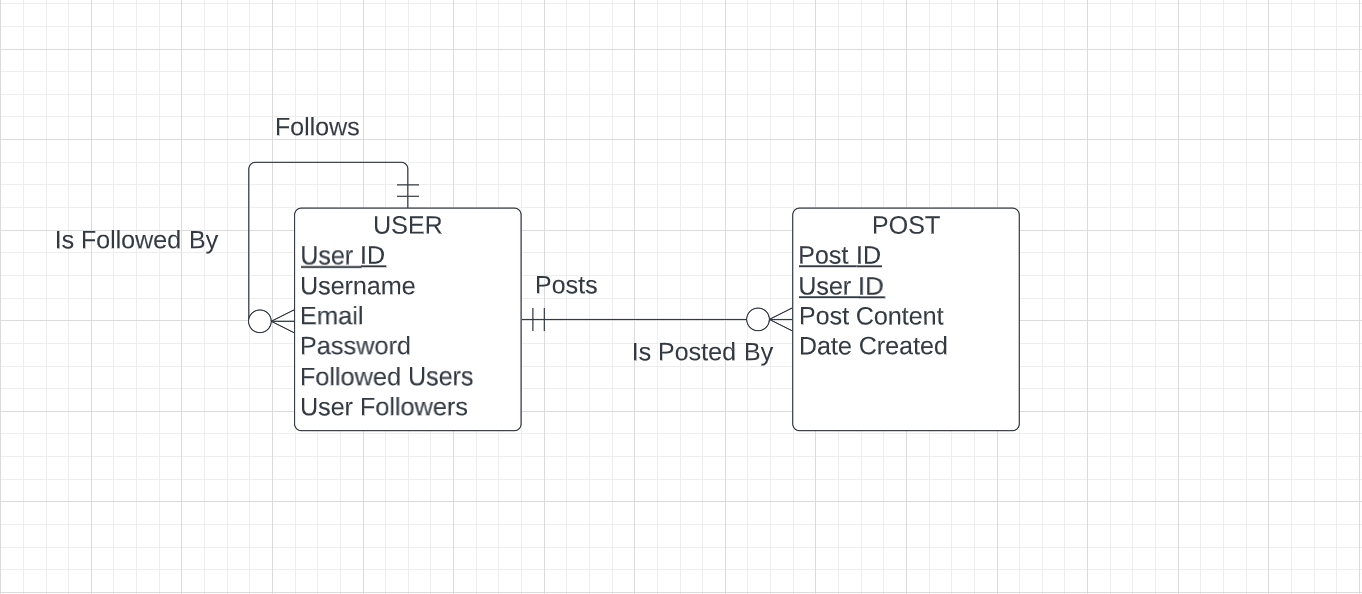 Follows
Is Followed By
USER
User ID
Username
Email
Password
Followed Users
User Followers
Posts
Is Posted By
POST
Post ID
User ID
Post Content
Date Created